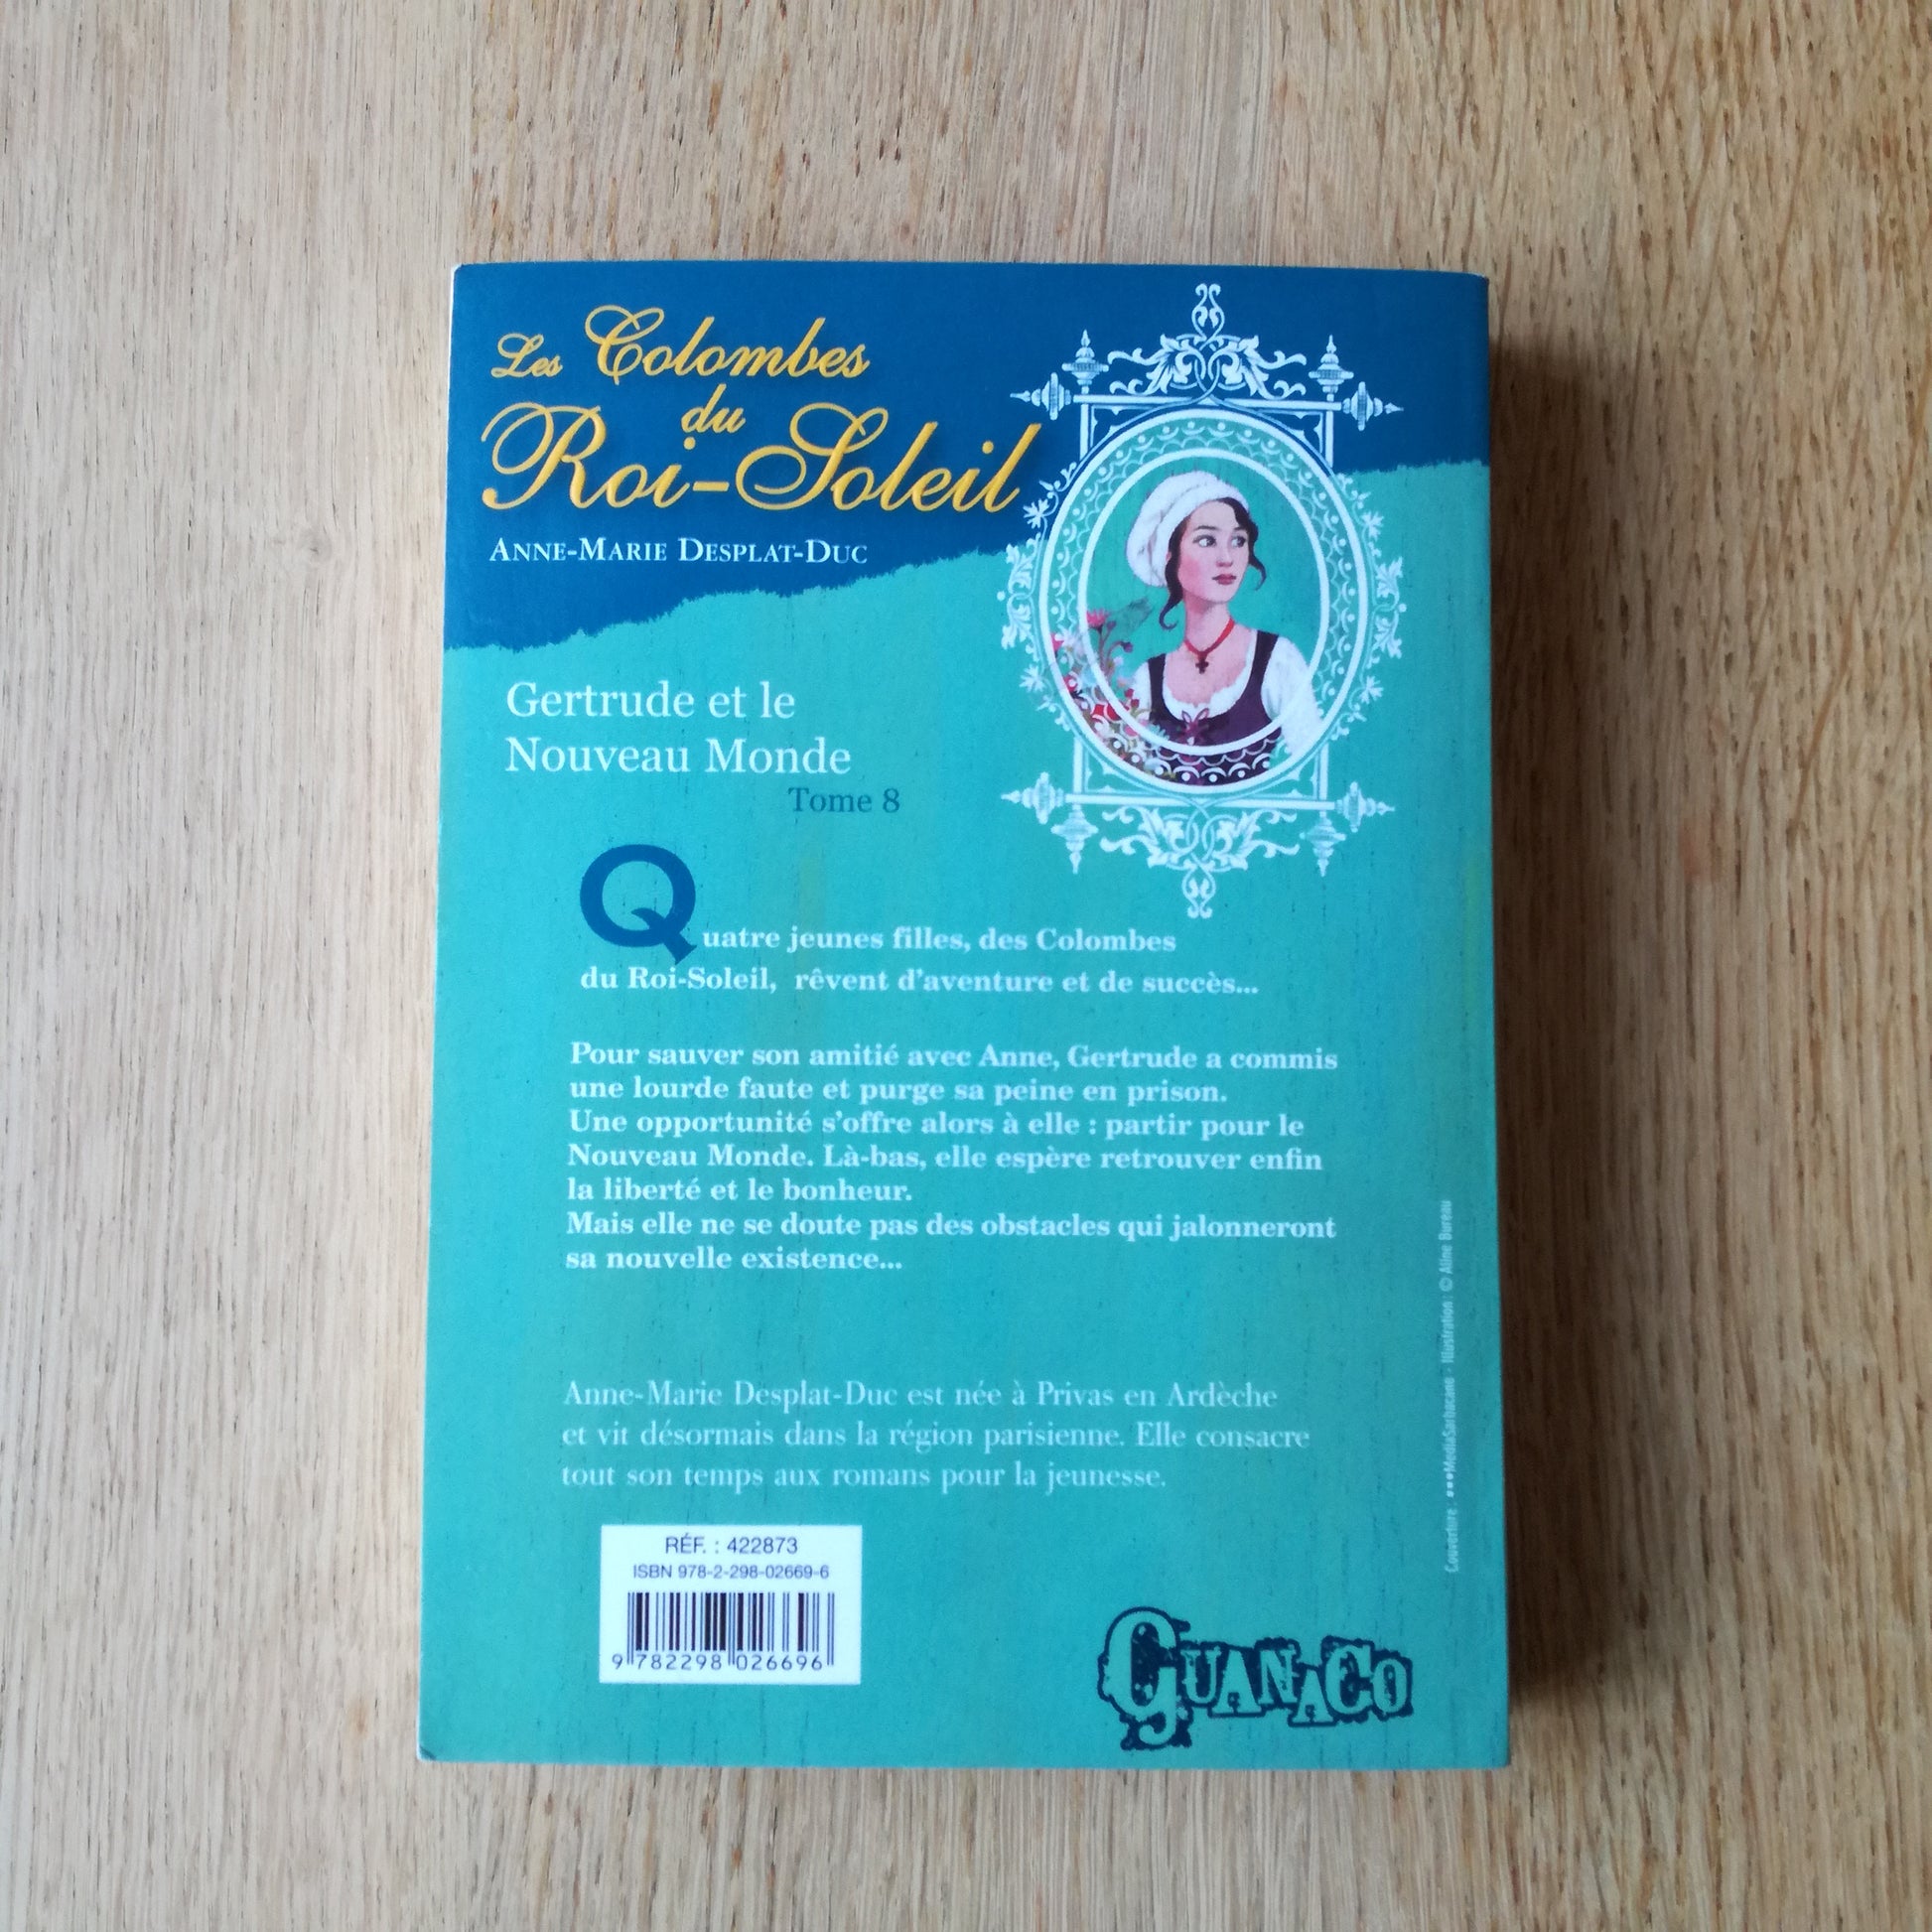 Les Colombes
du
Roi-Soleil
ANNE-MARIE DESPLAT-DUC
Gertrude et le
Nouveau Monde
Tome 8
Quatre jeunes filles, des Colombes
du Roi-Soleil, rêvent d'aventure et de succès...
Pour sauver son amitié avec Anne, Gertrude a commis
une lourde faute et purge sa peine en prison.
Une opportunité s'offre alors à elle : partir pour le
Nouveau Monde. Là-bas, elle espère retrouver enfin
la liberté et le bonheur.
Mais elle ne se doute pas des obstacles qui jalonneront
sa nouvelle existence...
Anne-Marie Desplat-Duc est née à Privas en Ardèche
et vit désormais dans la région parisienne. Elle consacre
tout son temps aux romans pour la jeunesse.
RÉF. : 422873
ISBN 978-2-298-02669-6
9 782298 026696
GUANACO
Couverture : •••MediaSarbacane - Illustration : © Aline Bureau